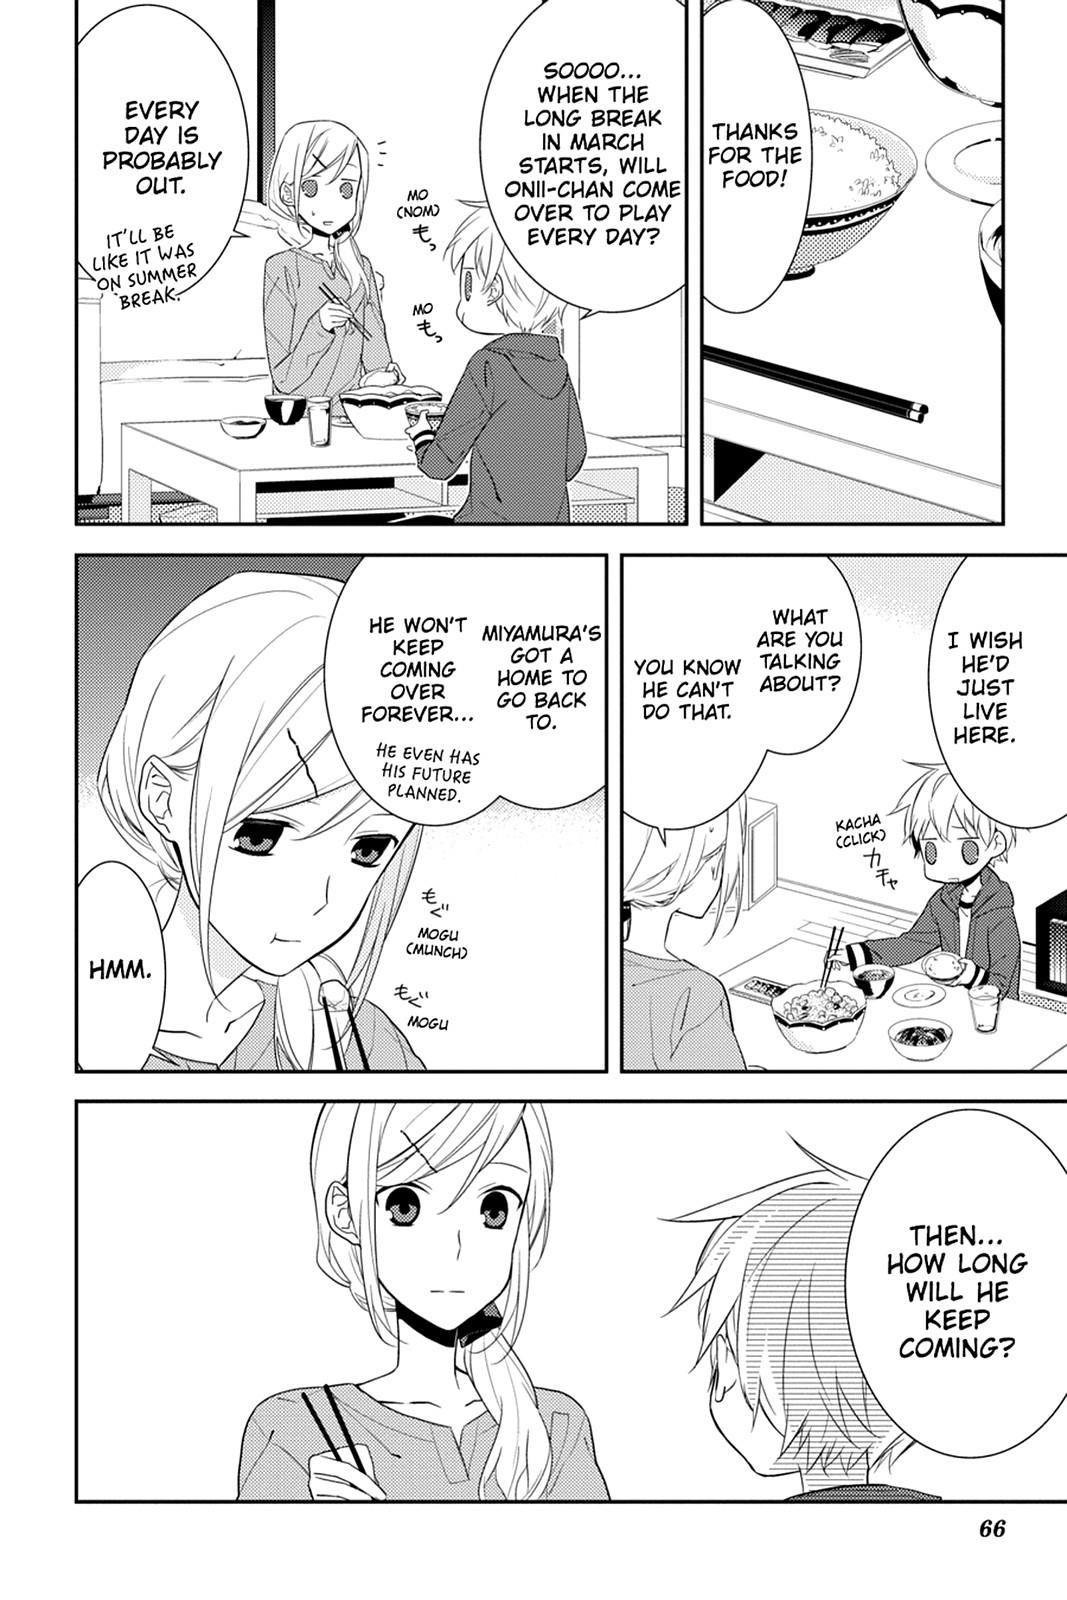 THANKS
FOR THE
FOOD!
SOOOO...
WHEN THE
LONG BREAK
IN MARCH
STARTS, WILL
ONII-CHAN COME
OVER TO PLAY
EVERY DAY?
MO
(NOM)
もっ
MO
もっ
EVERY
DAY IS
PROBABLY
OUT.
IT'LL BE
LIKE IT WAS
ON SUMMER
BREAK.
I WISH
HE'D
JUST
LIVE
HERE.
KACHA
(CLICK)
カチャ
WHAT
ARE YOU
TALKING
ABOUT?
YOU KNOW
HE CAN'T
DO THAT.
MIYAMURA'S
GOT A
HOME TO
GO BACK
TO.
HE WON'T
KEEP
COMING
OVER
FOREVER...
HE EVEN HAS
HIS FUTURE
PLANNED.
もぐ
MOGU
(MUNCH)
もぐ
MOGU
HMM.
THEN...
HOW LONG
WILL HE
KEEP
COMING?
66